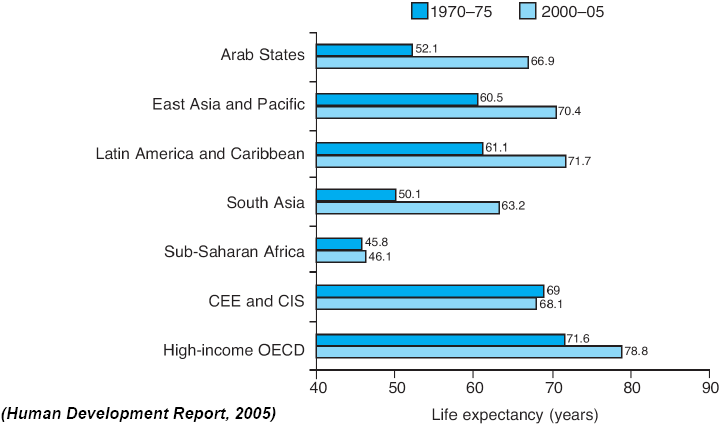 1970–75 2000–05
Arab States 52.1
66.9
East Asia and Pacific 60.5
70.4
Latin America and Caribbean 61.1
71.7
South Asia 50.1
63.2
Sub-Saharan Africa 45.8
46.1
CEE and CIS 69
68.1
High-income OECD 71.6
78.8
40 50 60 70 80 90
(Human Development Report, 2005) Life expectancy (years)